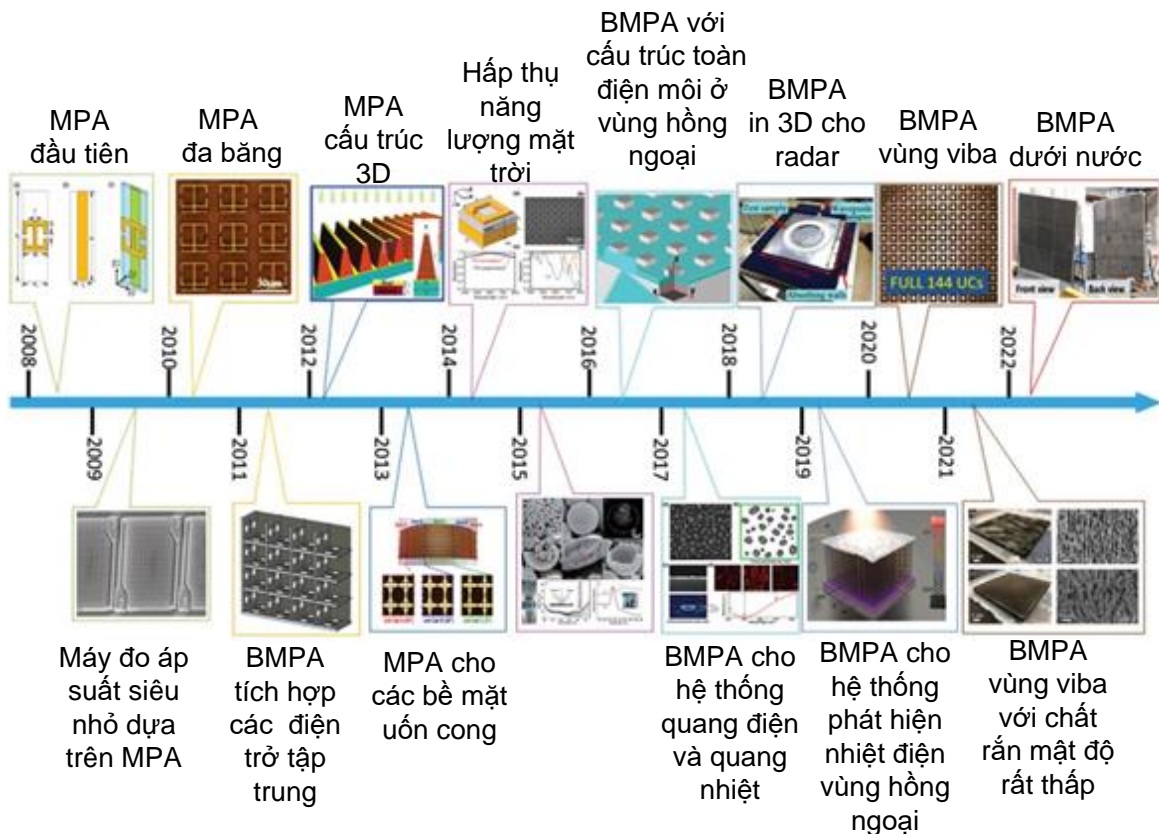 MPA
đầu tiên
MPA
đa băng
MPA
cấu trúc
3D
Hấp thụ
năng
lượng mặt
trời
BMPA với
cấu trúc toàn
điện môi ở
vùng hồng
ngoại
BMPA
in 3D cho
radar
BMPA
vùng viba
BMPA
dưới nước
FULL 144 UCs
Front view
Back view
Absorbing walls
2008
2010
2012
2014
2016
2018
2020
2022
2009
2011
2013
2015
2017
2019
2021
Máy đo áp
suất siêu
nhỏ dựa
trên MPA
BMPA
tích hợp
các điện
trở tập
trung
MPA cho
các bề mặt
uốn cong
BMPA cho
hệ thống
quang điện
và quang
nhiệt
BMPA cho
hệ thống
phát hiện
nhiệt điện
vùng hồng
ngoại
BMPA
vùng viba
với chất
rắn mật độ
rất thấp